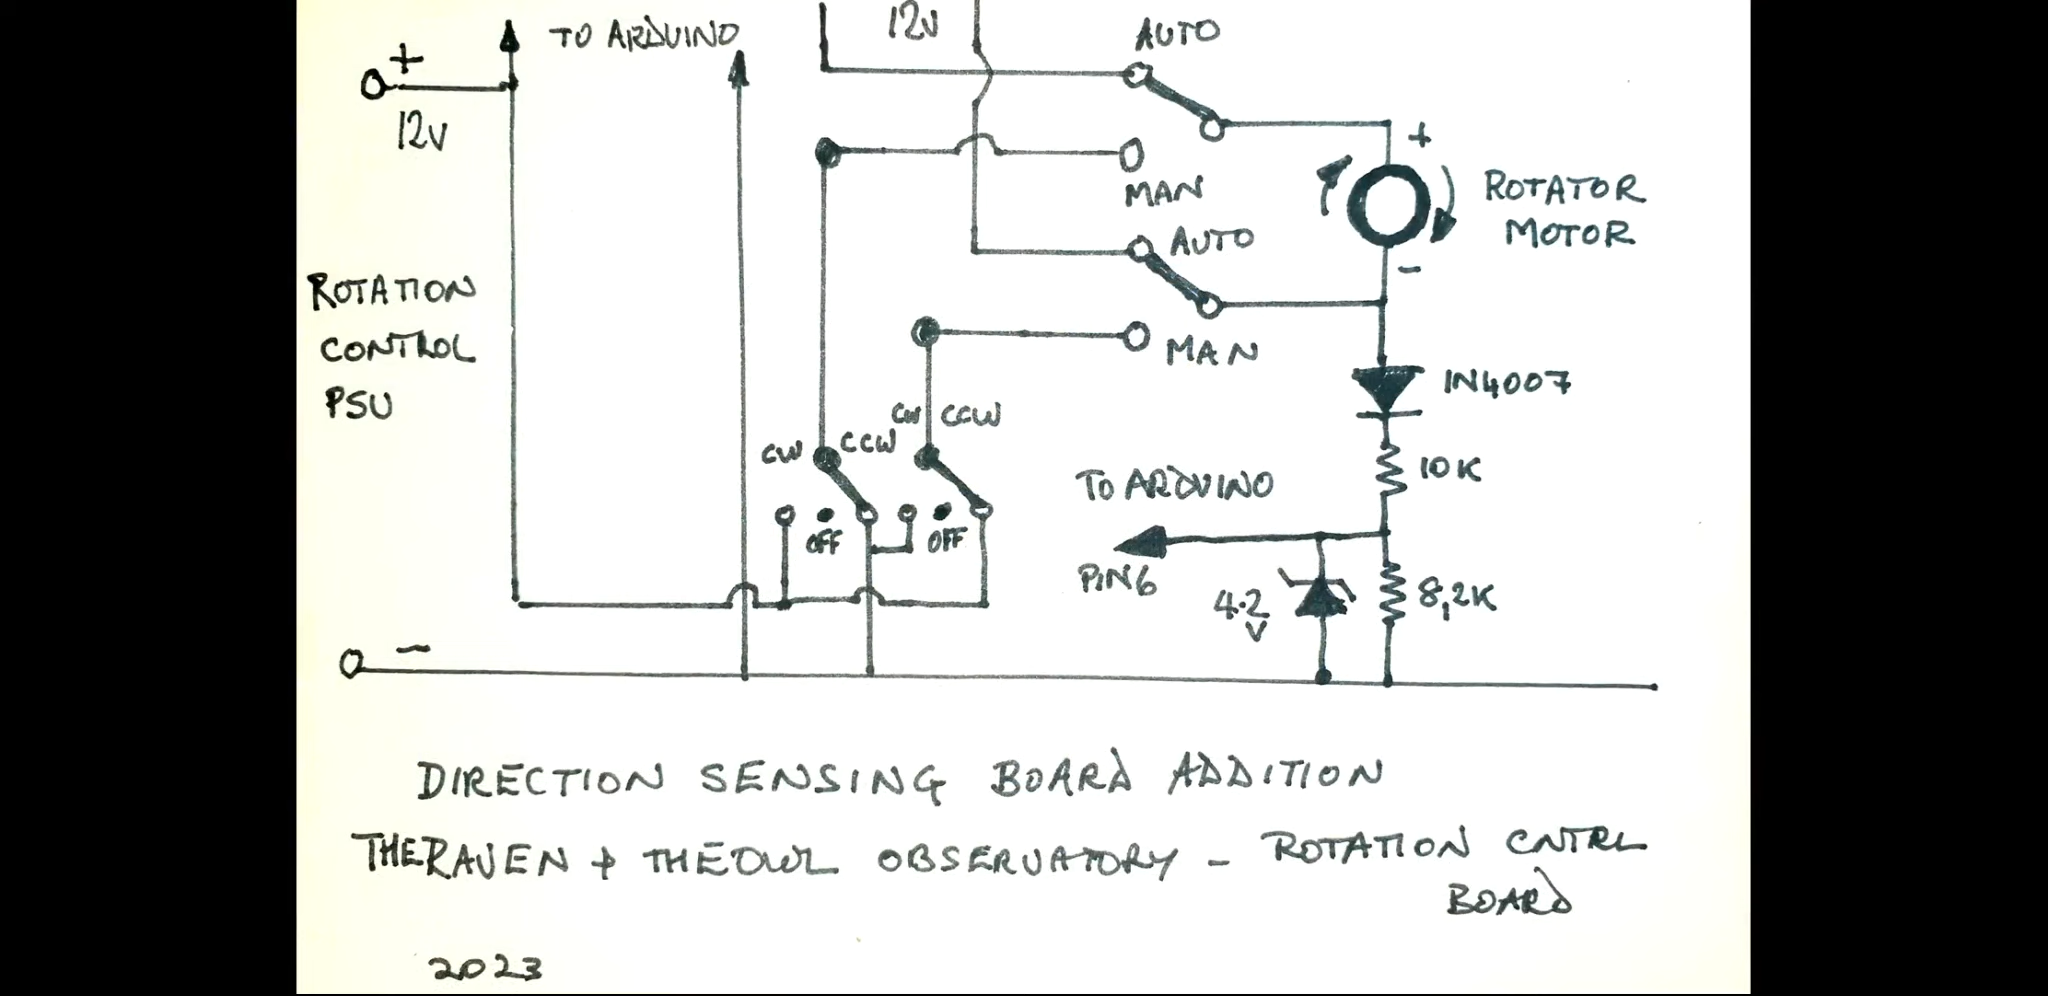 TO ARDUINO
12V
AUTO
+
12V
+
MAN
ROTATOR
MOTOR
AUTO
-
ROTATION
CONTROL
PSU
MAN
IN4007
CW CCW
CW CCW
10K
TO ARDUINO
OFF OFF
PIN6
4.2
V
8,2K
-
DIRECTION SENSING BOARD ADDITION
THERAVEN + THEOWL OBSERVATORY - ROTATION CNTRL
BOARD
2023